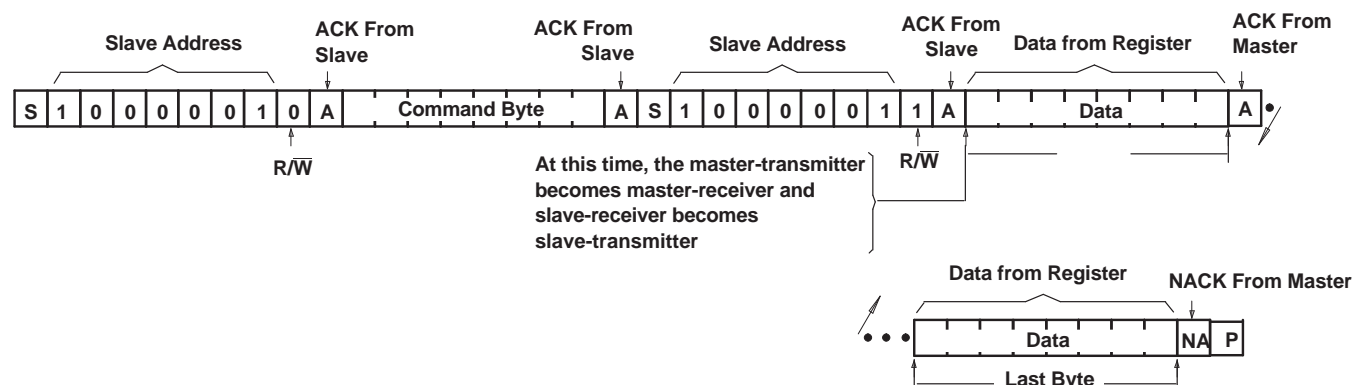 Slave Address
ACK From
Slave
ACK From
Slave
Slave Address
ACK From
Slave
Data from Register
ACK From
Master
S 1 0 0 0 0 0 1 0 A Command Byte A S 1 0 0 0 0 0 1 1 A Data A
R/W̅
R/W̅
At this time, the master-transmitter
becomes master-receiver and
slave-receiver becomes
slave-transmitter
Data from Register
NACK From Master
Data NA P
Last Byte